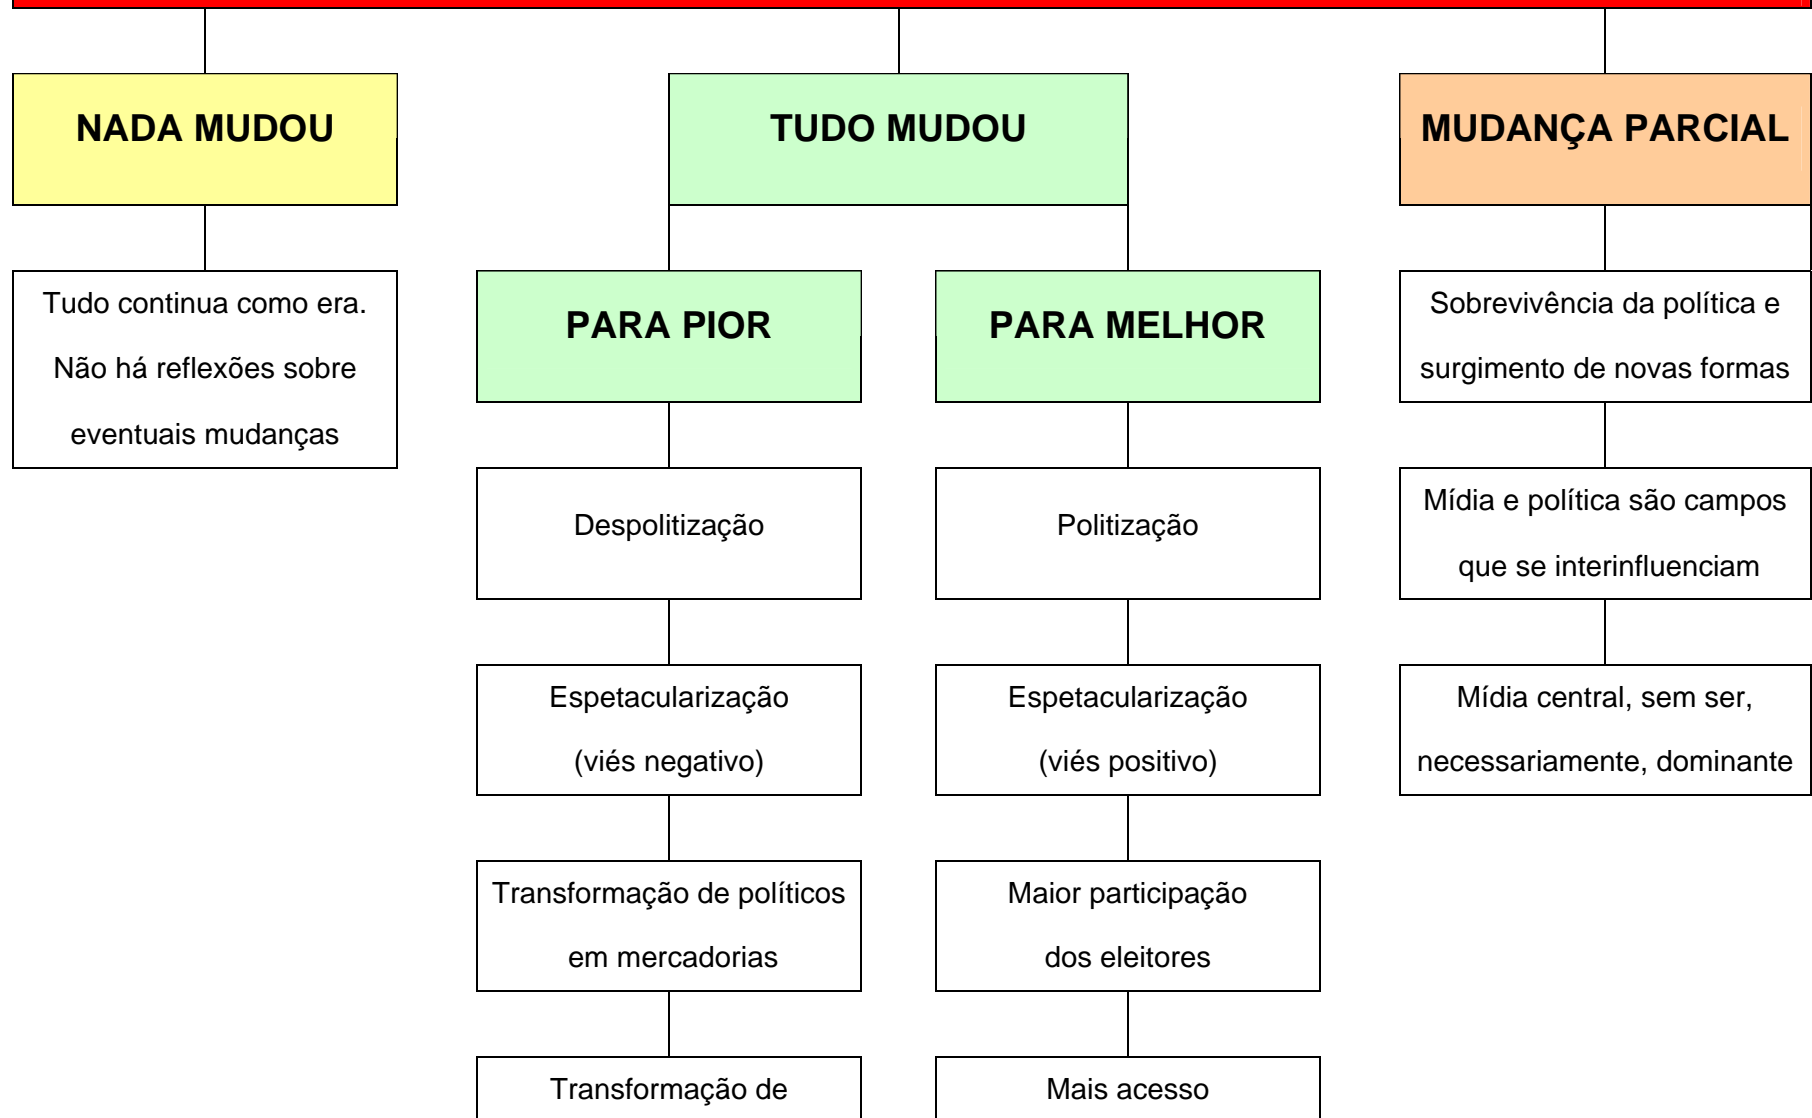 NADA MUDOU
TUDO MUDOU
MUDANÇA PARCIAL
Tudo continua como era.
Não há reflexões sobre
eventuais mudanças
PARA PIOR
PARA MELHOR
Sobrevivência da política e
surgimento de novas formas
Despolitização
Politização
Mídia e política são campos
que se interinfluenciam
Espetacularização
(viés negativo)
Espetacularização
(viés positivo)
Mídia central, sem ser,
necessariamente, dominante
Transformação de políticos
em mercadorias
Maior participação
dos eleitores
Transformação de
Mais acesso